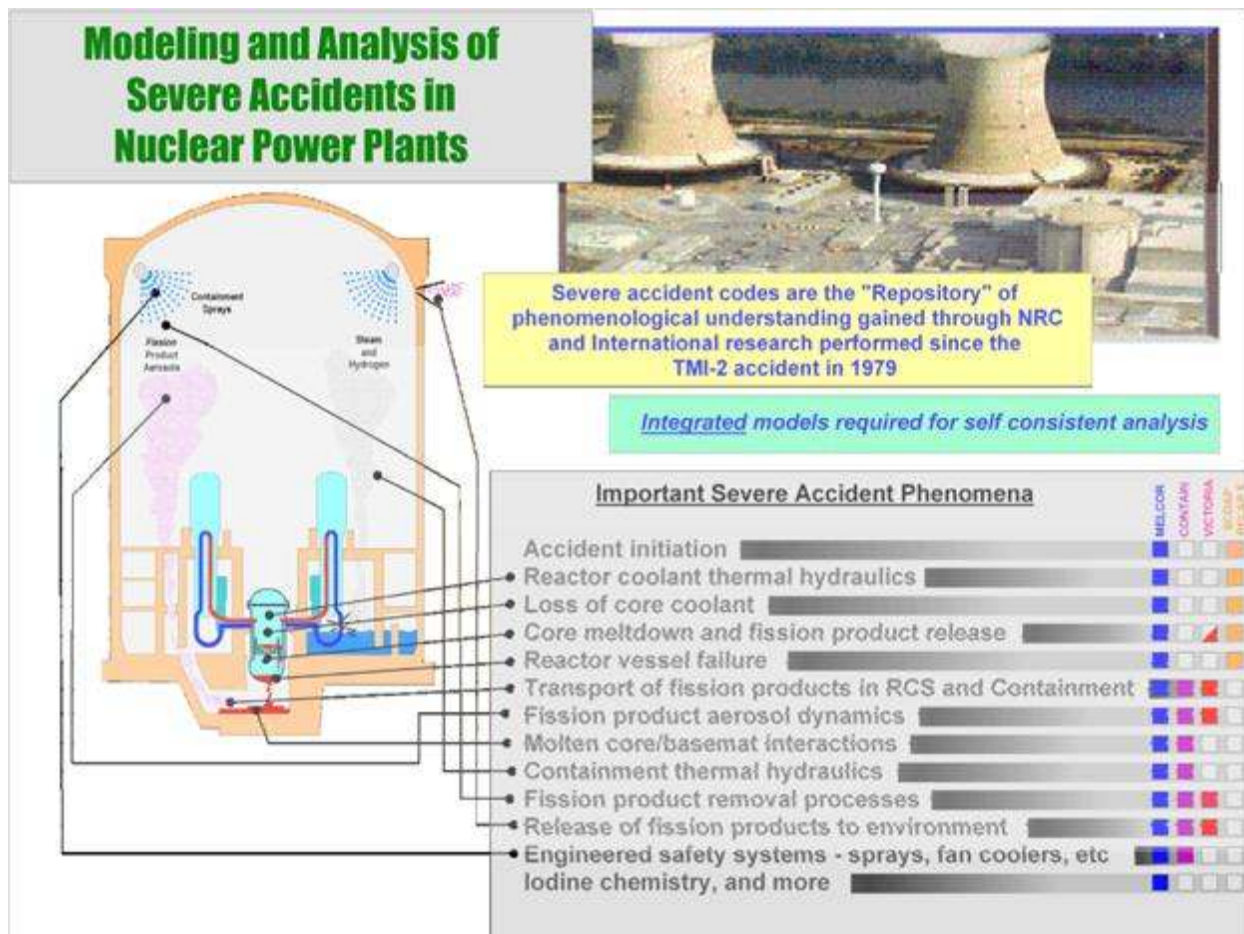 Modeling and Analysis of
Severe Accidents in
Nuclear Power Plants
Containment
Sprays
Fission
Product
Aerosols
Steam
and
Hydrogen
Severe accident codes are the "Repository" of
phenomenological understanding gained through NRC
and International research performed since the
TMI-2 accident in 1979
Integrated models required for self consistent analysis
Important Severe Accident Phenomena
MELCOR
CONTAIN
VICTORIA
Accident initiation
Reactor coolant thermal hydraulics
Loss of core coolant
Core meltdown and fission product release
Reactor vessel failure
Transport of fission products in RCS and Containment
Fission product aerosol dynamics
Molten core/basemat interactions
Containment thermal hydraulics
Fission product removal processes
Release of fission products to environment
Engineered safety systems - sprays, fan coolers, etc
Iodine chemistry, and more